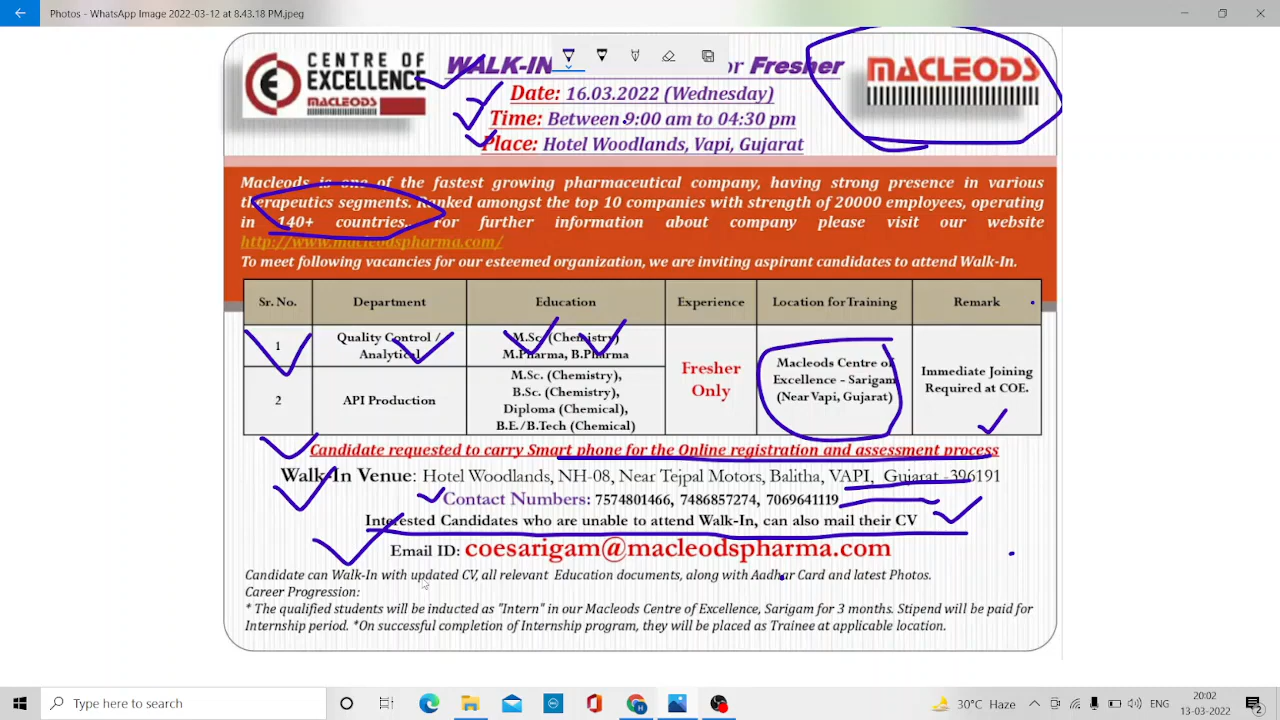 Photos - WhatsApp Image 2022-03-12 at 8.43.18 PM.jpeg
CENTRE OF
EXCELLENCE
MACLEODS
WALK-IN or Fresher
Date: 16.03.2022 (Wednesday)
Time: Between 9:00 am to 04:30 pm
Place: Hotel Woodlands, Vapi, Gujarat
MACLEODS
Macleods is one of the fastest growing pharmaceutical company, having strong presence in various
therapeutics segments. Ranked amongst the top 10 companies with strength of 20000 employees, operating
in 140+ countries. For further information about company please visit our website
http://www.macleodspharma.com/
To meet following vacancies for our esteemed organization, we are inviting aspirant candidates to attend Walk-In.
Sr. No. Department Education Experience Location for Training Remark
1 Quality Control / Analytical M.Sc. (Chemistry) M.Pharma, B.Pharma
2 API Production M.Sc. (Chemistry),
B.Sc. (Chemistry),
Diploma (Chemical),
B.E./B.Tech (Chemical)
Fresher
Only
Macleods Centre of
Excellence - Sarigam
(Near Vapi, Gujarat)
Immediate Joining
Required at COE.
Candidate requested to carry Smart phone for the Online registration and assessment process
Walk-In Venue: Hotel Woodlands, NH-08, Near Tejpal Motors, Balitha, VAPI, Gujarat -396191
Contact Numbers: 7574801466, 7486857274, 7069641119
Interested Candidates who are unable to attend Walk-In, can also mail their CV
Email ID: coesarigam@macleodspharma.com
Candidate can Walk-In with updated CV, all relevant Education documents, along with Aadhar Card and latest Photos.
Career Progression:
* The qualified students will be inducted as "Intern" in our Macleods Centre of Excellence, Sarigam for 3 months. Stipend will be paid for
Internship period. *On successful completion of Internship program, they will be placed as Trainee at applicable location.
Type here to search
30°C Haze
ENG
20:02
13-03-2022
2